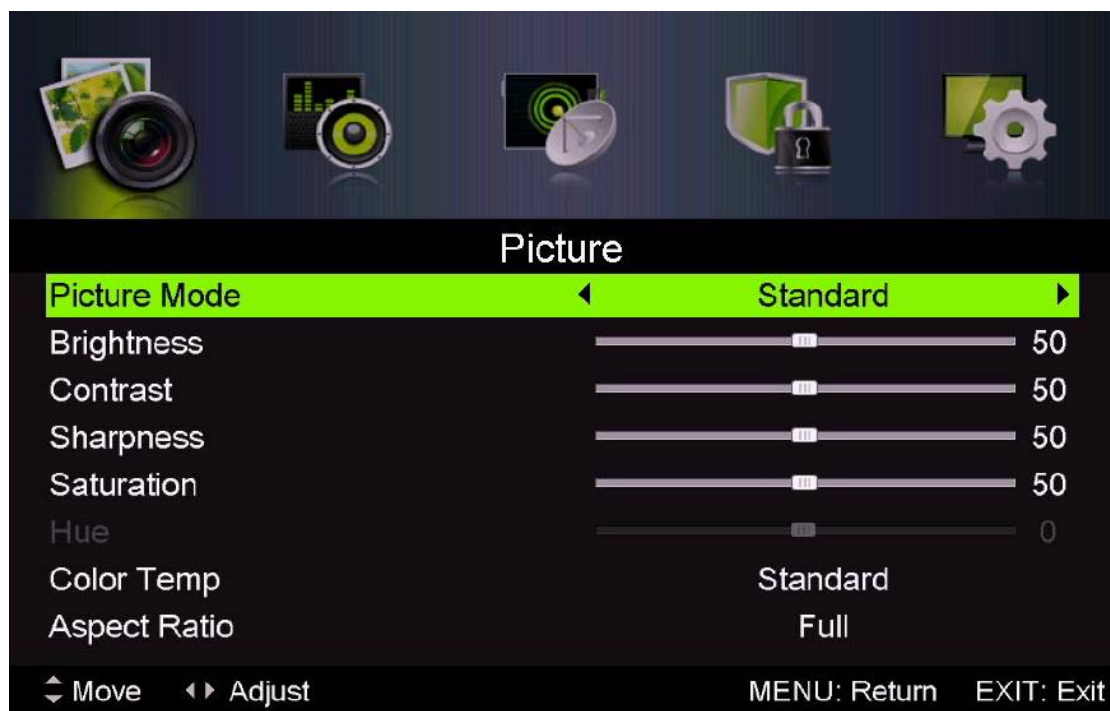 Picture
Picture Mode Standard
Brightness 50
Contrast 50
Sharpness 50
Saturation 50
Hue 0
Color Temp Standard
Aspect Ratio Full
Move Adjust MENU: Return EXIT: Exit